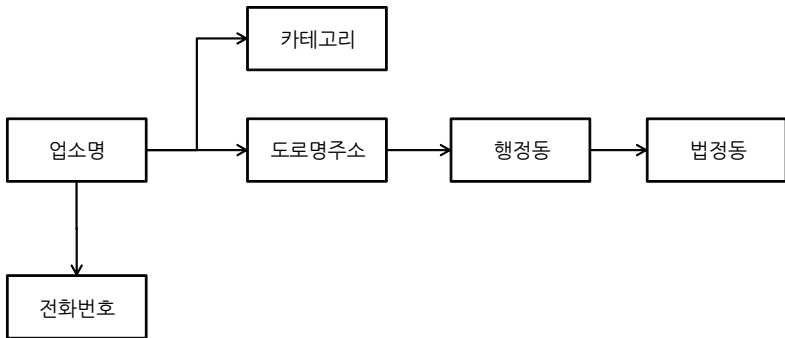 카테고리
업소명
도로명주소
행정동
법정동
전화번호